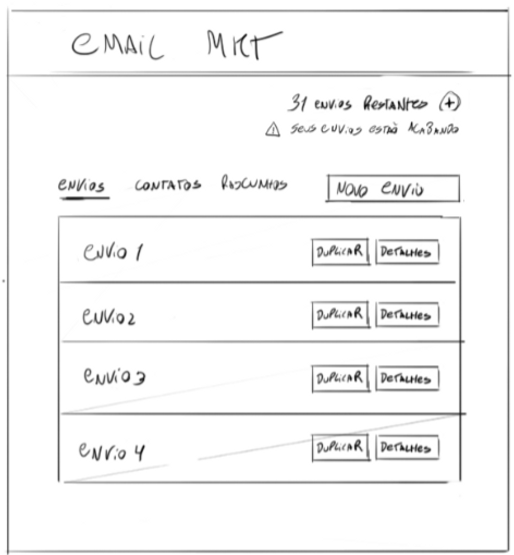 EMAIL MKT
31 ENVIOS RESTANTES (+)
⚠ SEUS ENVIOS ESTÃO ACABANDO
ENVIOS CONTATOS RASCUNHOS NOVO ENVIO
ENVIO 1 DUPLICAR DETALHES
ENVIO 2 DUPLICAR DETALHES
ENVIO 3 DUPLICAR DETALHES
ENVIO 4 DUPLICAR DETALHES